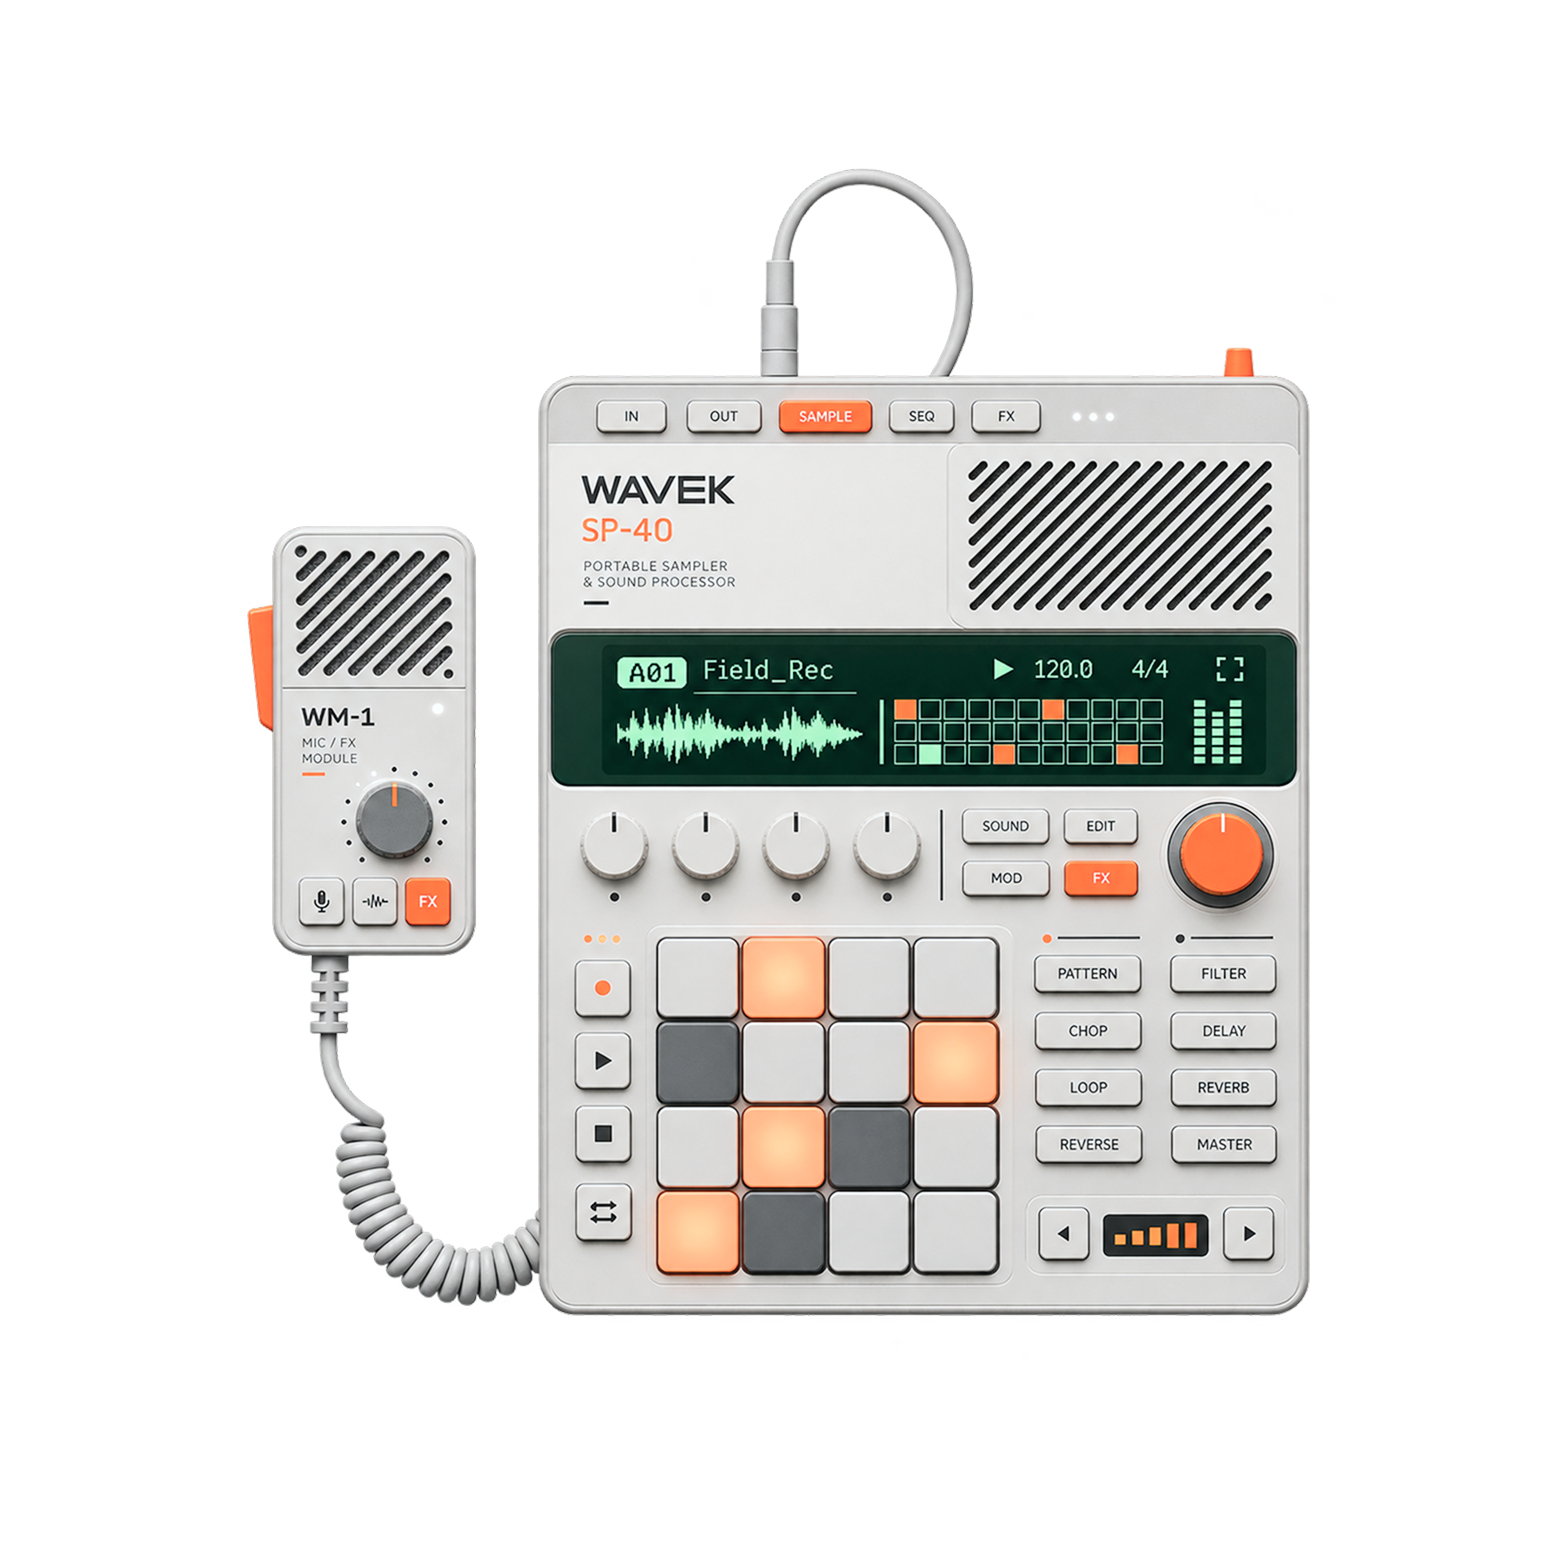 IN
OUT
SAMPLE
SEQ
FX
WAVEK
SP-40
PORTABLE SAMPLER
& SOUND PROCESSOR
A01 Field_Rec 120.0 4/4
WM-1
MIC / FX
MODULE
FX
SOUND
EDIT
MOD
FX
PATTERN
FILTER
CHOP
DELAY
LOOP
REVERB
REVERSE
MASTER